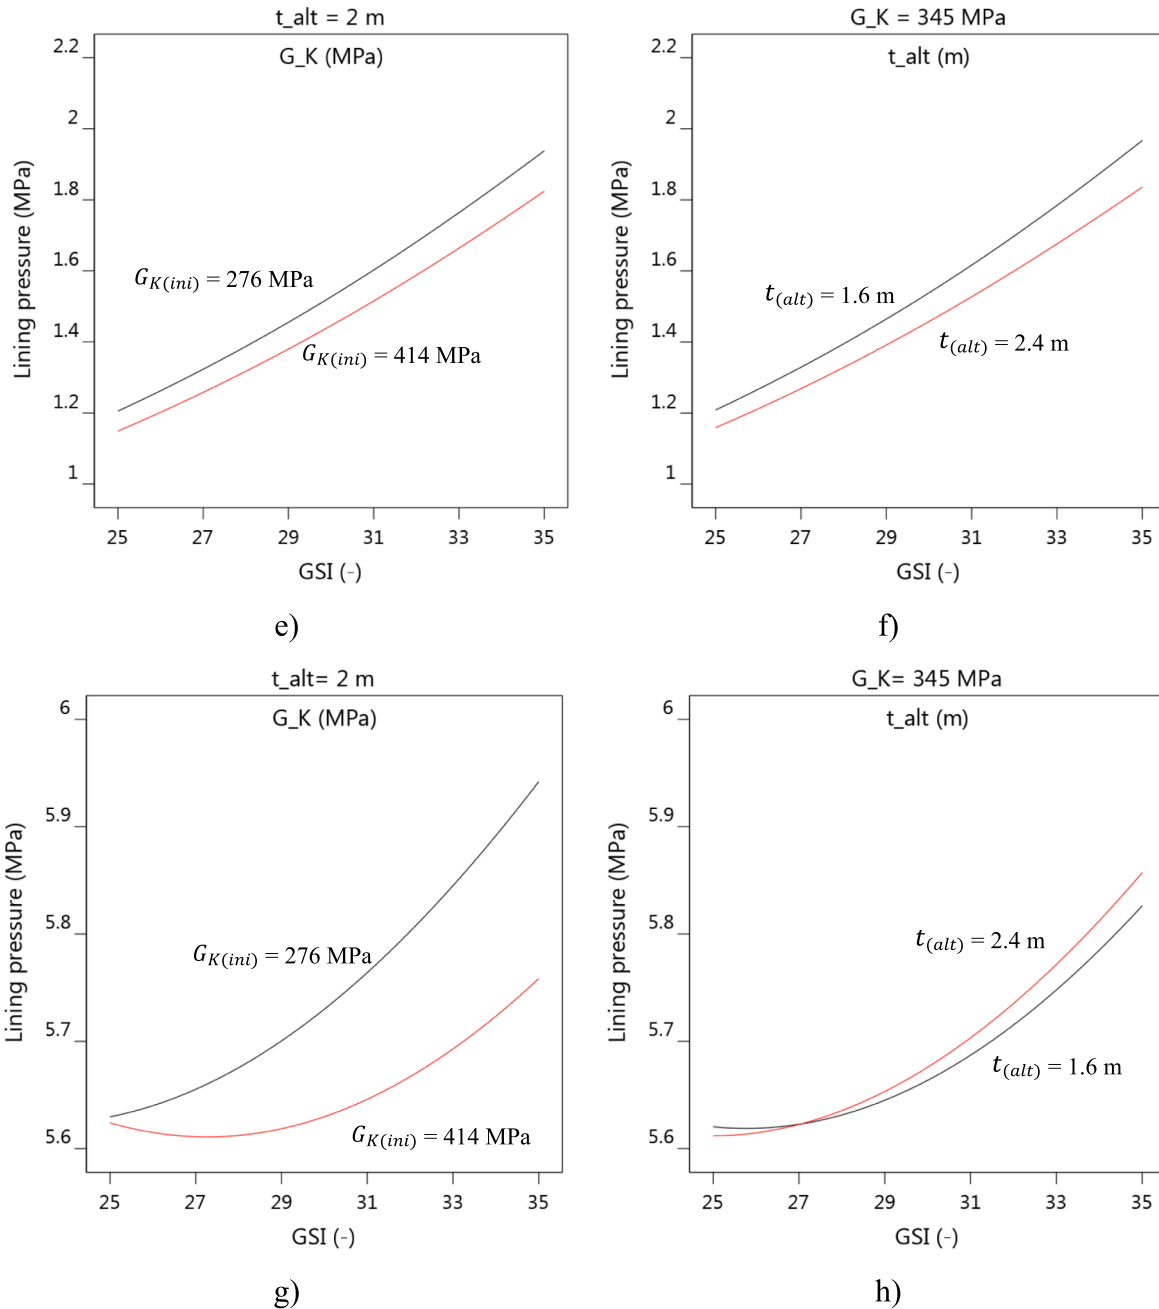 t_alt = 2 m
G_K (MPa)
2.2
2
1.8
1.6
1.4
1.2
1
Lining pressure (MPa)
G_K(ini) = 276 MPa
G_K(ini) = 414 MPa
25 27 29 31 33 35
GSI (-)
e)
G_K = 345 MPa
t_alt (m)
2.2
2
1.8
1.6
1.4
1.2
1
Lining pressure (MPa)
t_(alt) = 1.6 m
t_(alt) = 2.4 m
25 27 29 31 33 35
GSI (-)
f)
t_alt= 2 m
G_K (MPa)
6
5.9
5.8
5.7
5.6
Lining pressure (MPa)
G_K(ini) = 276 MPa
G_K(ini) = 414 MPa
25 27 29 31 33 35
GSI (-)
g)
G_K= 345 MPa
t_alt (m)
6
5.9
5.8
5.7
5.6
Lining pressure (MPa)
t_(alt) = 2.4 m
t_(alt) = 1.6 m
25 27 29 31 33 35
GSI (-)
h)